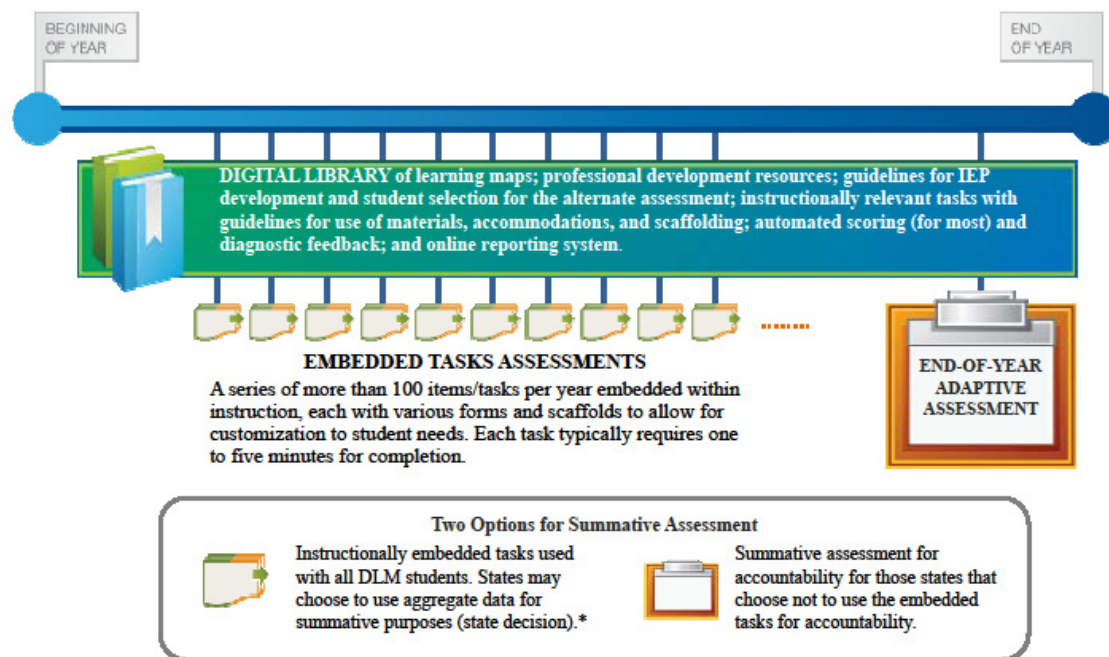 BEGINNING
OF YEAR
END
OF YEAR
DIGITAL LIBRARY of learning maps; professional development resources; guidelines for IEP
development and student selection for the alternate assessment; instructionally relevant tasks with
guidelines for use of materials, accommodations, and scaffolding; automated scoring (for most) and
diagnostic feedback; and online reporting system.
EMBEDDED TASKS ASSESSMENTS
A series of more than 100 items/tasks per year embedded within
instruction, each with various forms and scaffolds to allow for
customization to student needs. Each task typically requires one
to five minutes for completion.
END-OF-YEAR
ADAPTIVE
ASSESSMENT
Two Options for Summative Assessment
Instructionally embedded tasks used
with all DLM students. States may
choose to use aggregate data for
summative purposes (state decision).*
Summative assessment for
accountability for those states that
choose not to use the embedded
tasks for accountability.